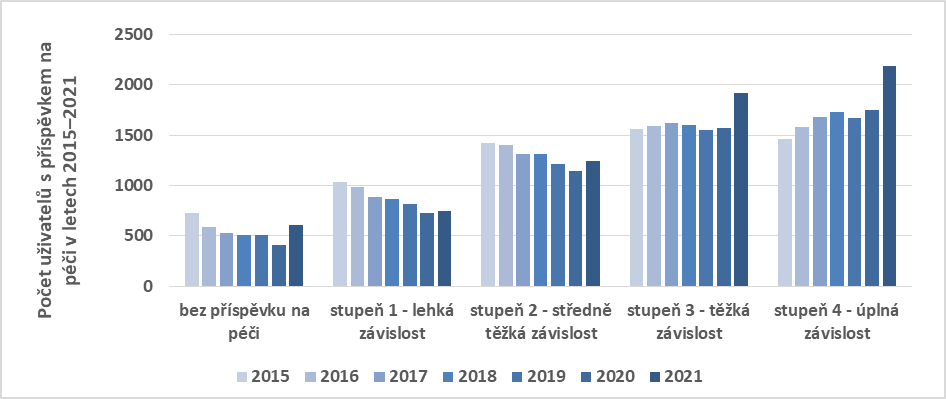 Počet uživatelů s příspěvkem na
péči v letech 2015–2021
2500
2000
1500
1000
500
0
bez příspěvku na
péči
stupeň 1 - lehká
závislost
stupeň 2 - středně
těžká závislost
stupeň 3 - těžká
závislost
stupeň 4 - úplná
závislost
2015 2016 2017 2018 2019 2020 2021